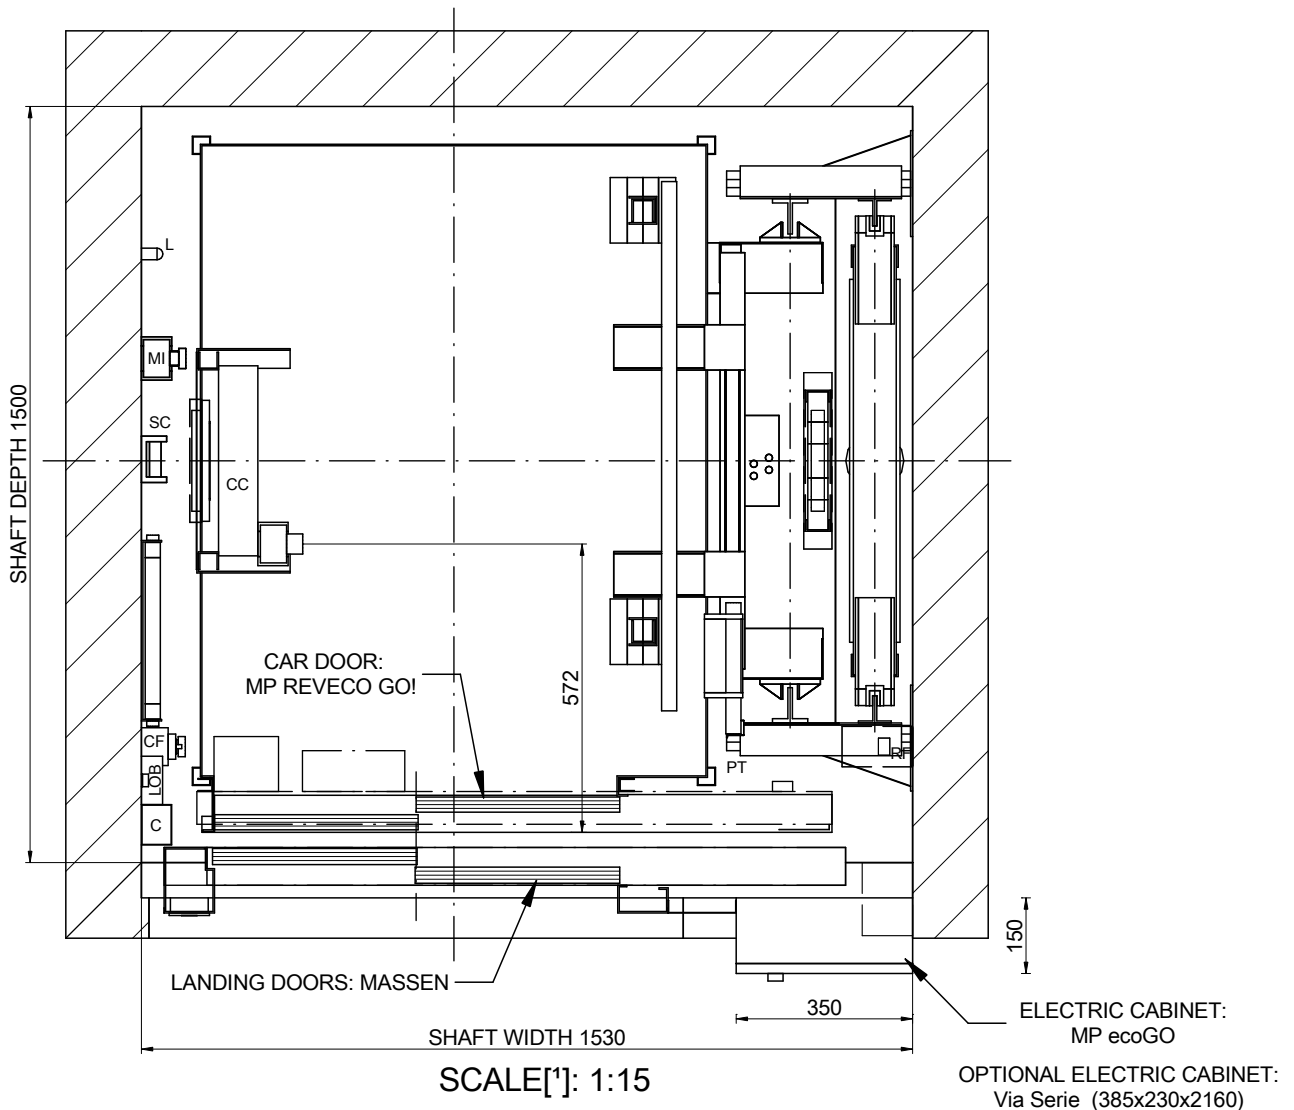 L
MI
SHAFT DEPTH 1500
SC
CC
CAR DOOR:
MP REVECO GO!
572
CF
LOB
PT
RF
C
150
LANDING DOORS: MASSEN
350
ELECTRIC CABINET:
MP ecoGO
SHAFT WIDTH 1530
SCALE[¹]: 1:15
OPTIONAL ELECTRIC CABINET:
Via Serie (385x230x2160)